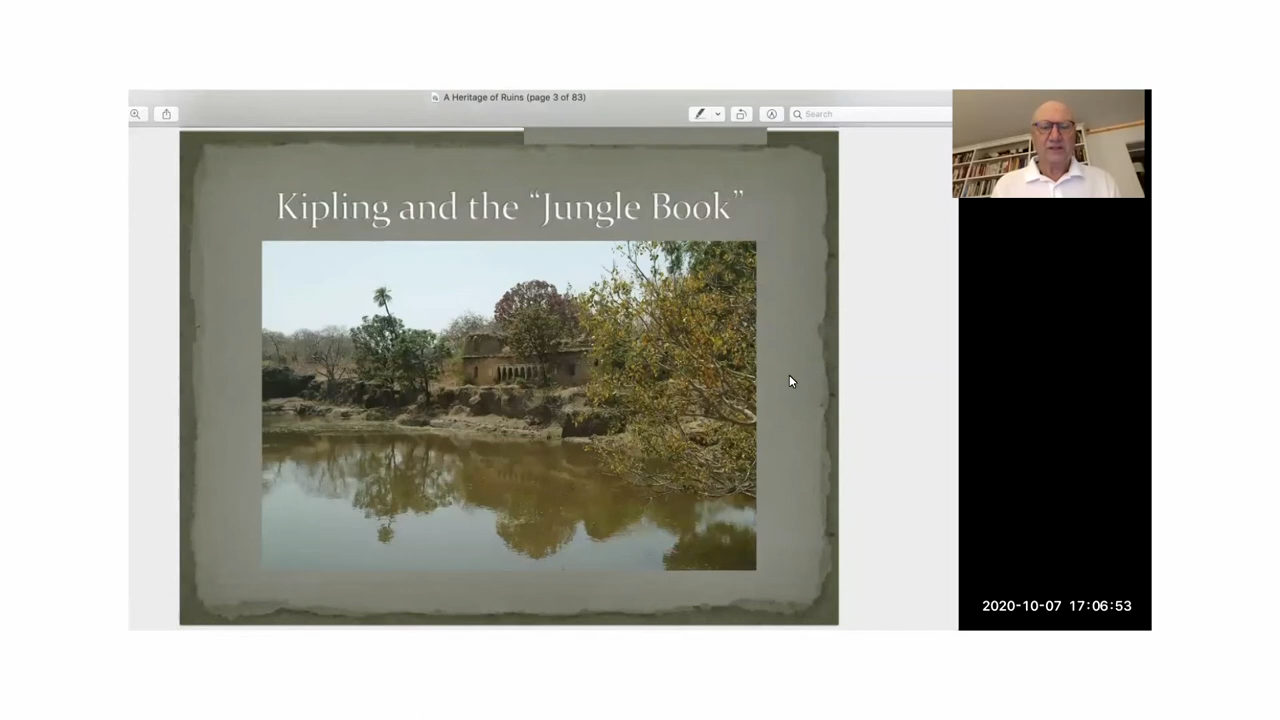 A Heritage of Ruins (page 3 of 83)
Search
Kipling and the “Jungle Book”
2020-10-07 17:06:53